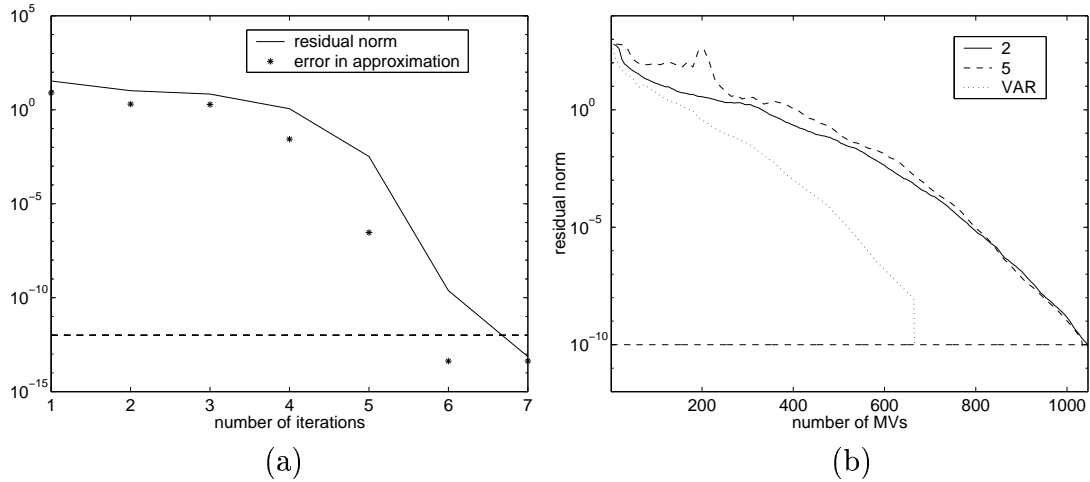 10^5
10^0
10^-5
10^-10
10^-15
residual norm
error in approximation
1 2 3 4 5 6 7
number of iterations
(a)
10^0
10^-5
10^-10
residual norm
2
5
VAR
200 400 600 800 1000
number of MVs
(b)